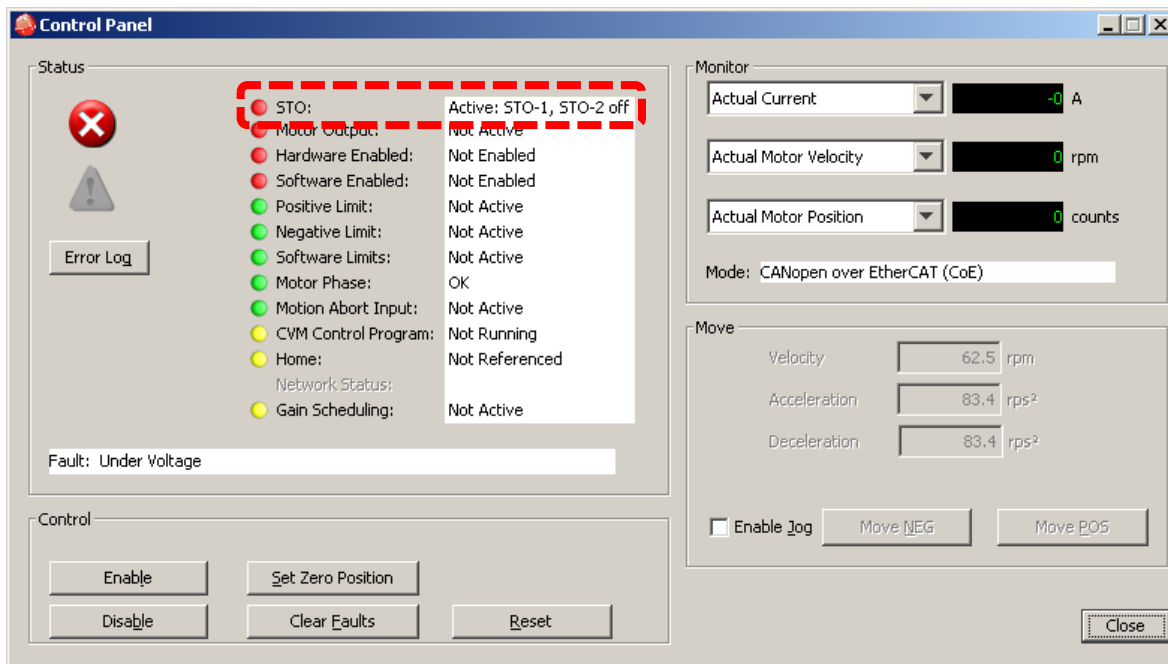 Control Panel
Status
STO: Active: STO-1, STO-2 off
Motor Output: Not Active
Hardware Enabled: Not Enabled
Software Enabled: Not Enabled
Positive Limit: Not Active
Negative Limit: Not Active
Software Limits: Not Active
Motor Phase: OK
Motion Abort Input: Not Active
CVM Control Program: Not Running
Home: Not Referenced
Network Status:
Gain Scheduling: Not Active
Error Log
Fault: Under Voltage
Control
Enable
Set Zero Position
Disable
Clear Faults
Reset
Monitor
Actual Current -0 A
Actual Motor Velocity 0 rpm
Actual Motor Position 0 counts
Mode: CANopen over EtherCAT (CoE)
Move
Velocity 62.5 rpm
Acceleration 83.4 rps²
Deceleration 83.4 rps²
Enable Jog
Move NEG
Move POS
Close